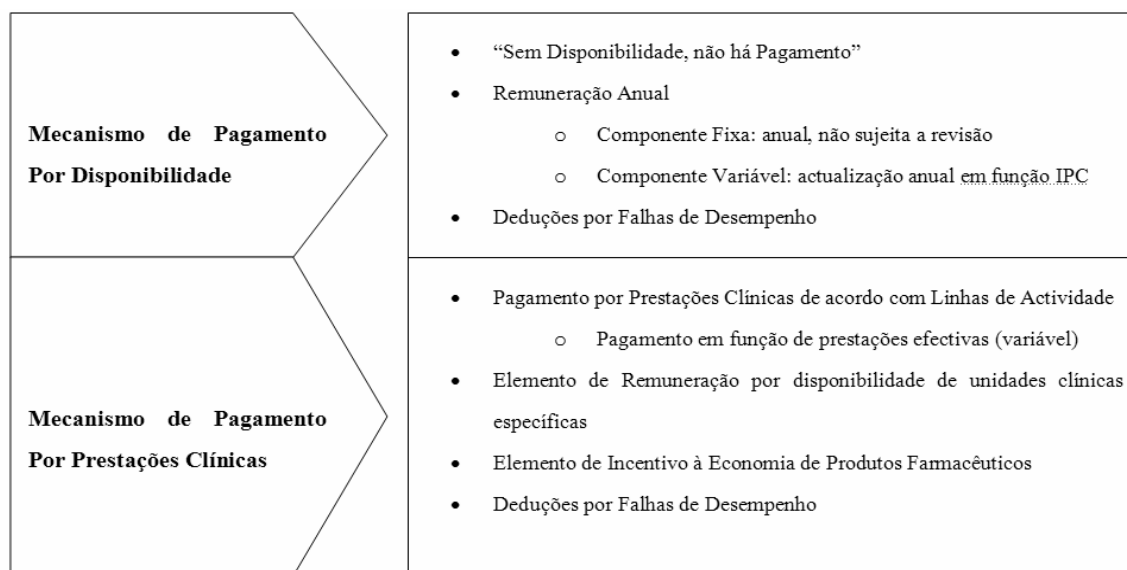 Mecanismo de Pagamento
Por Disponibilidade
“Sem Disponibilidade, não há Pagamento”
Remuneração Anual
Componente Fixa: anual, não sujeita a revisão
Componente Variável: actualização anual em função IPC
Deduções por Falhas de Desempenho
Mecanismo de Pagamento
Por Prestações Clínicas
Pagamento por Prestações Clínicas de acordo com Linhas de Actividade
Pagamento em função de prestações efectivas (variável)
Elemento de Remuneração por disponibilidade de unidades clínicas
específicas
Elemento de Incentivo à Economia de Produtos Farmacêuticos
Deduções por Falhas de Desempenho